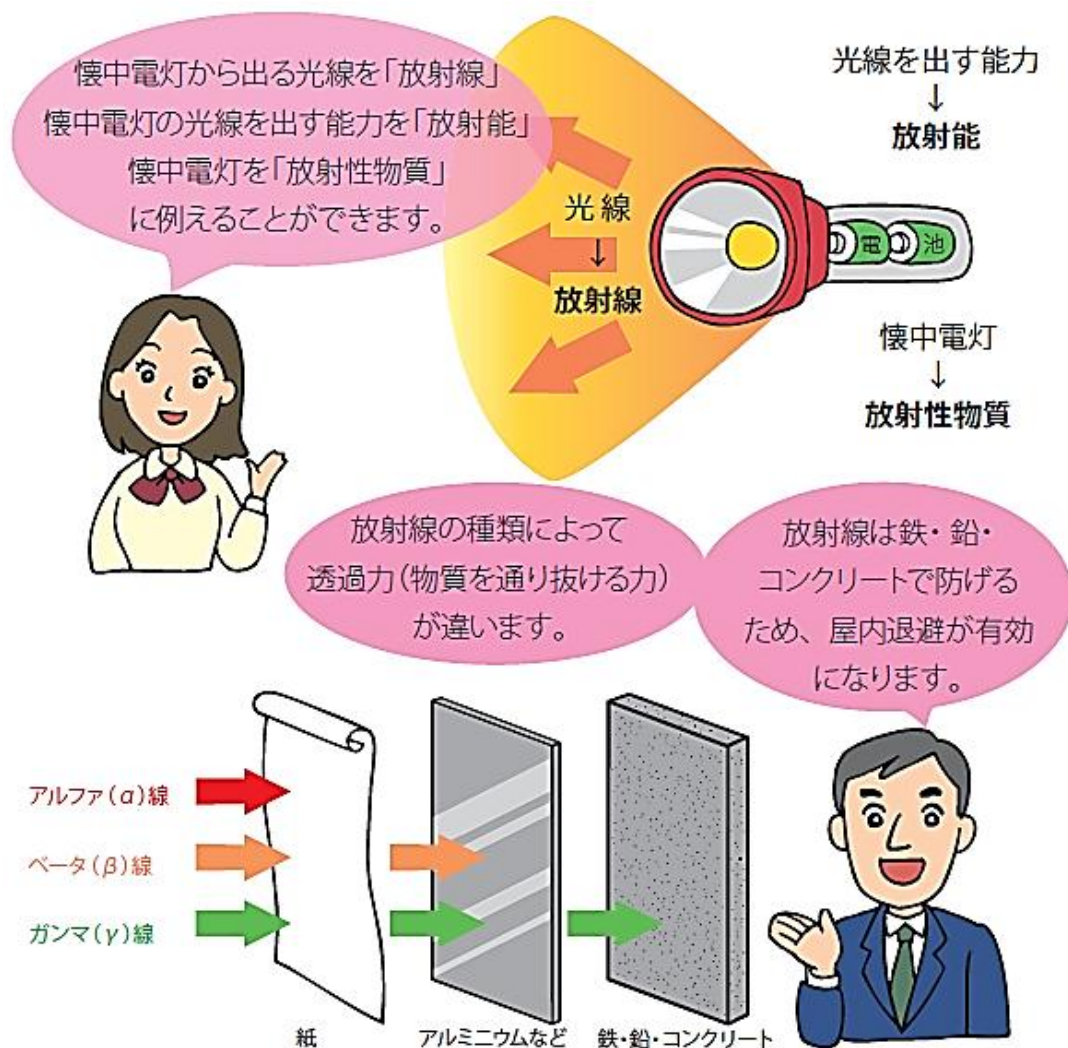 懐中電灯から出る光線を「放射線」
懐中電灯の光線を出す能力を「放射能」
懐中電灯を「放射性物質」
に例えることができます。
光線を出す能力
↓
放射能
光線
↓
放射線
電池
懐中電灯
↓
放射性物質
放射線の種類によって
透過力(物質を通り抜ける力)
が違います。
放射線は鉄・鉛・
コンクリートで防げる
ため、屋内退避が有効
になります。
アルファ(α)線
ベータ(β)線
ガンマ(γ)線
紙
アルミニウムなど
鉄・鉛・コンクリート